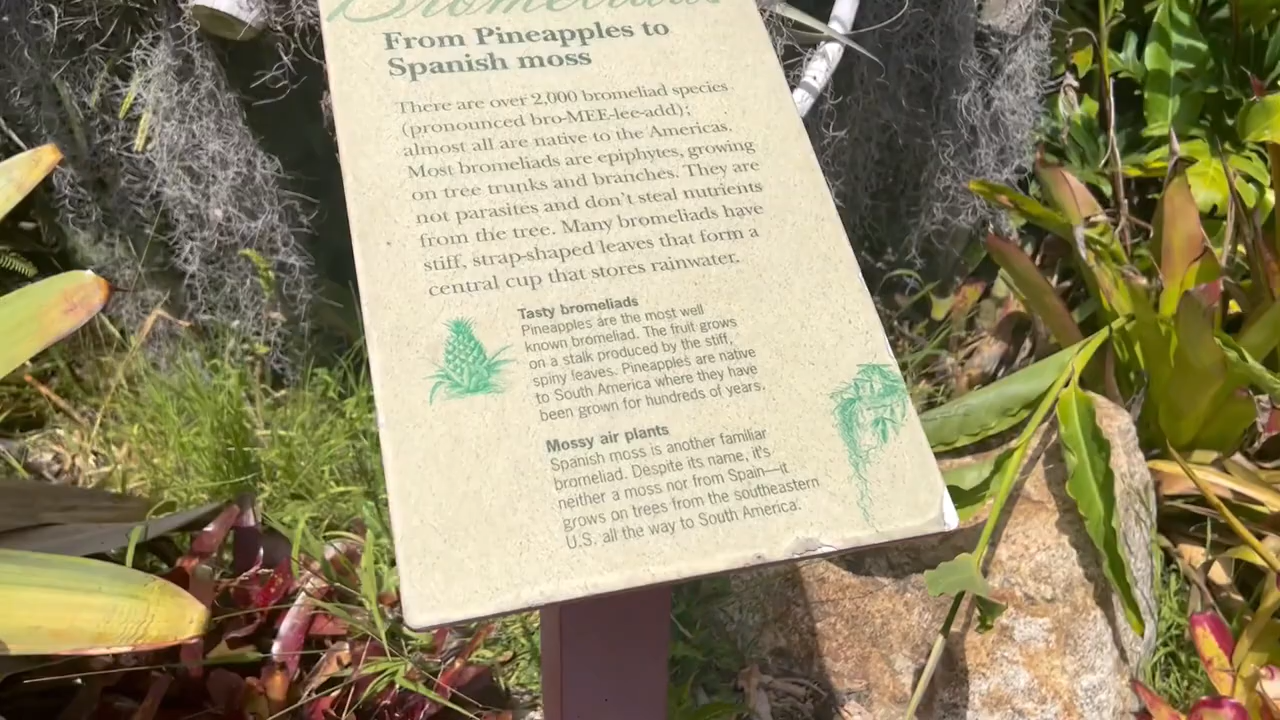 Bromeliads
From Pineapples to
Spanish moss
There are over 2,000 bromeliad species
(pronounced bro-MEE-lee-add);
almost all are native to the Americas.
Most bromeliads are epiphytes, growing
on tree trunks and branches. They are
not parasites and don't steal nutrients
from the tree. Many bromeliads have
stiff, strap-shaped leaves that form a
central cup that stores rainwater.
Tasty bromeliads
Pineapples are the most well
known bromeliad. The fruit grows
on a stalk produced by the stiff,
spiny leaves. Pineapples are native
to South America where they have
been grown for hundreds of years.
Mossy air plants
Spanish moss is another familiar
bromeliad. Despite its name, it's
neither a moss nor from Spain—it
grows on trees from the southeastern
U.S. all the way to South America.